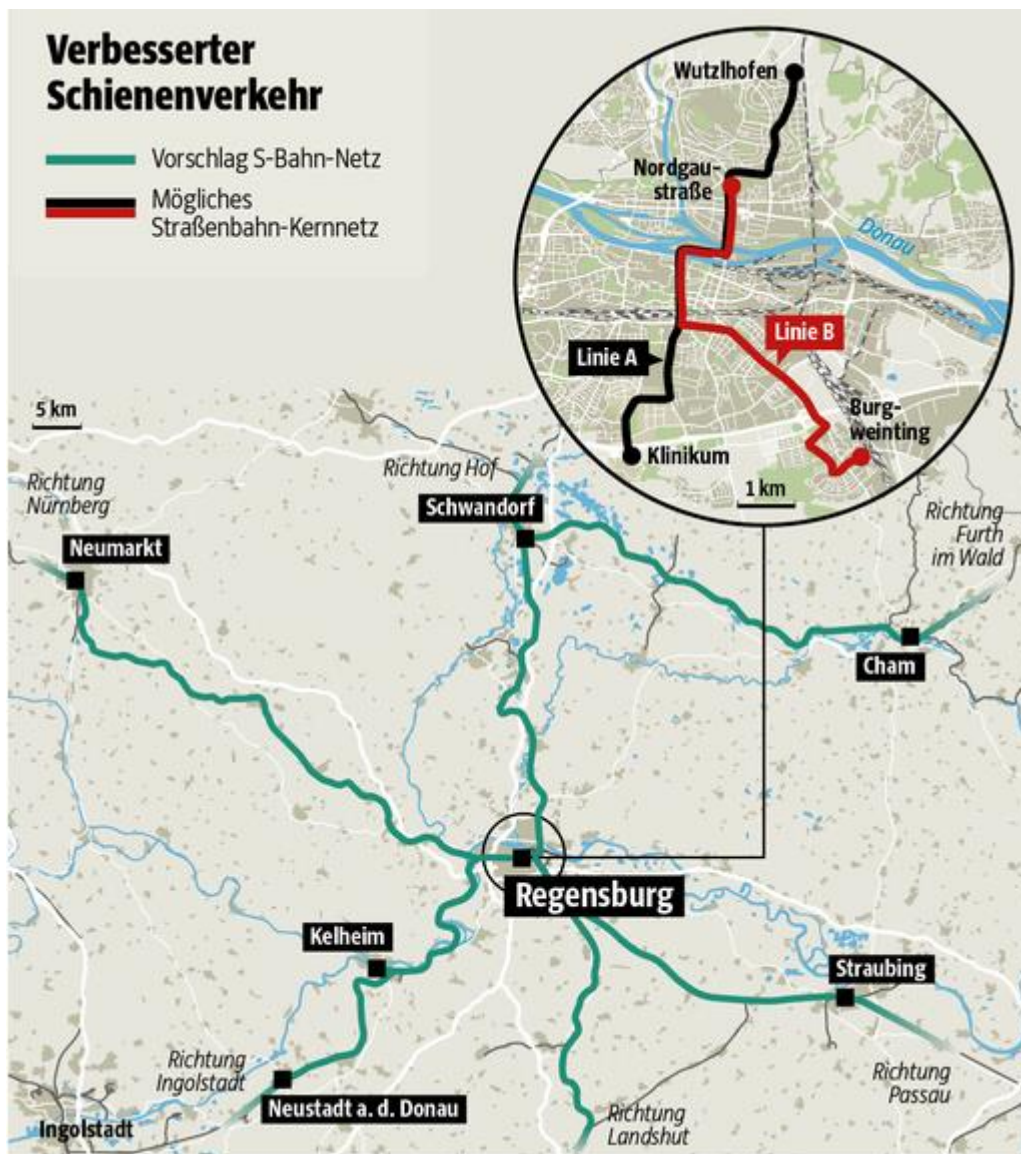 Verbesserter
Schienenverkehr
Vorschlag S-Bahn-Netz
Mögliches
Straßenbahn-Kernnetz
Wutzlhofen
Nordgau-
straße
Donau
Linie B
Linie A
Burg-
weinting
Klinikum
1 km
5 km
Richtung Hof
Richtung
Nürnberg
Schwandorf
Neumarkt
Richtung
Furth
im Wald
Cham
Regensburg
Kelheim
Straubing
Richtung
Ingolstadt
Neustadt a. d. Donau
Richtung
Passau
Richtung
Landshut
Ingolstadt